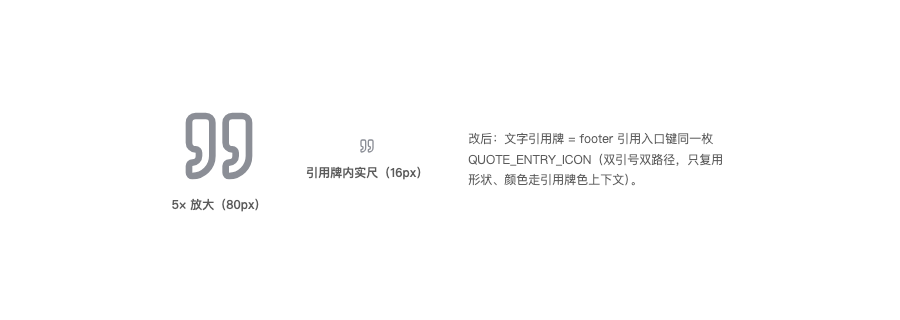 5× 放大（80px）
引用牌内实尺（16px）
改后：文字引用牌 = footer 引用入口键同一枚
QUOTE_ENTRY_ICON（双引号双路径，只复用
形状、颜色走引用牌色上下文）。